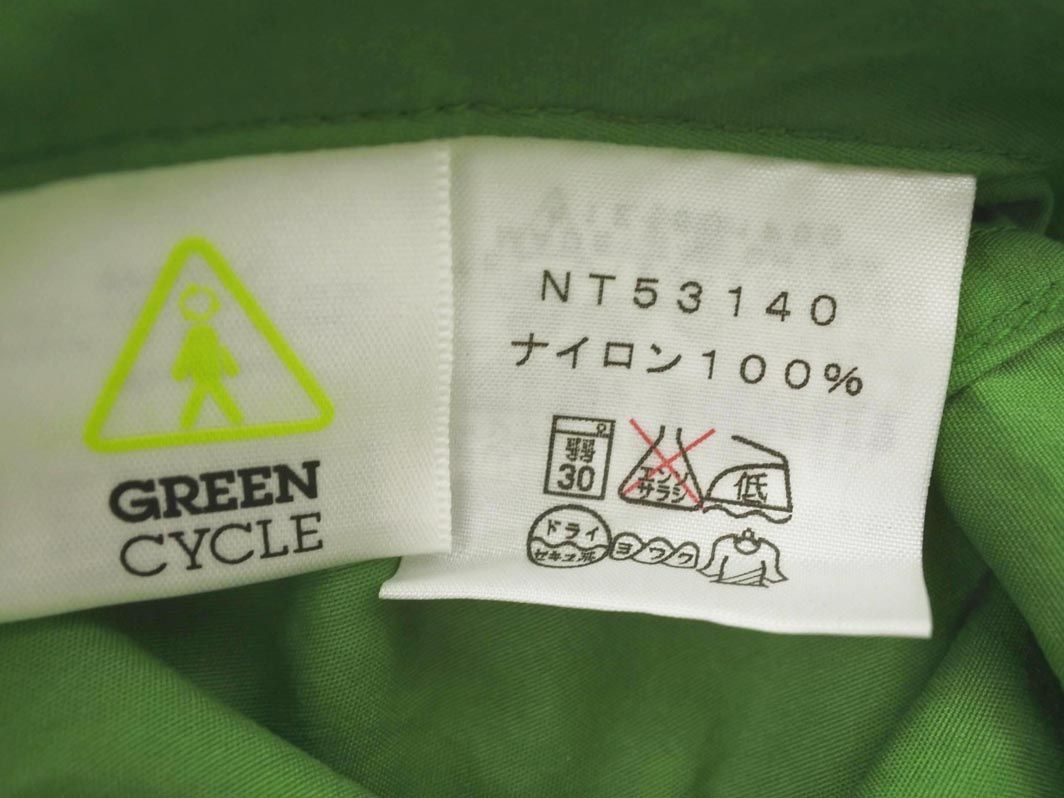 GREEN
CYCLE
NT53140
ナイロン100%
弱
30
エンソ
サラシ
低
ドライ
セキユ系
ヨワク